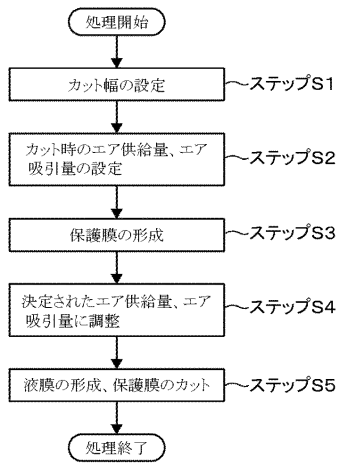 処理開始
カット幅の設定
ステップS1
カット時のエア供給量、エア
吸引量の設定
ステップS2
保護膜の形成
ステップS3
決定されたエア供給量、エア
吸引量に調整
ステップS4
液膜の形成、保護膜のカット
ステップS5
処理終了